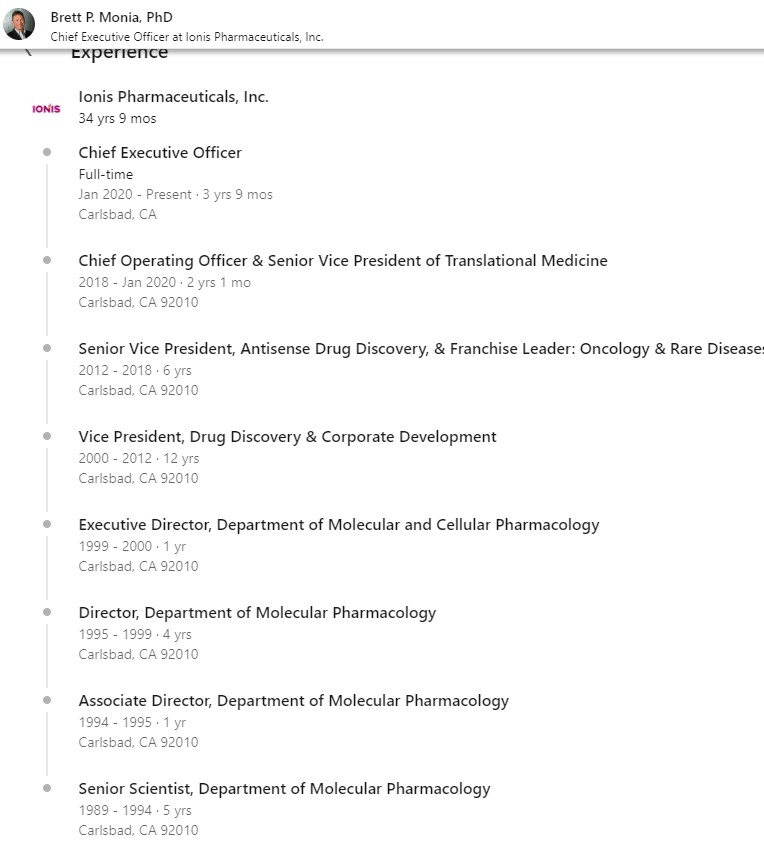 Brett P. Monia, PhD
Chief Executive Officer at Ionis Pharmaceuticals, Inc.
Experience
IONIS
Ionis Pharmaceuticals, Inc.
34 yrs 9 mos
Chief Executive Officer
Full-time
Jan 2020 - Present · 3 yrs 9 mos
Carlsbad, CA
Chief Operating Officer & Senior Vice President of Translational Medicine
2018 - Jan 2020 · 2 yrs 1 mo
Carlsbad, CA 92010
Senior Vice President, Antisense Drug Discovery, & Franchise Leader: Oncology & Rare Diseases
2012 - 2018 · 6 yrs
Carlsbad, CA 92010
Vice President, Drug Discovery & Corporate Development
2000 - 2012 · 12 yrs
Carlsbad, CA 92010
Executive Director, Department of Molecular and Cellular Pharmacology
1999 - 2000 · 1 yr
Carlsbad, CA 92010
Director, Department of Molecular Pharmacology
1995 - 1999 · 4 yrs
Carlsbad, CA 92010
Associate Director, Department of Molecular Pharmacology
1994 - 1995 · 1 yr
Carlsbad, CA 92010
Senior Scientist, Department of Molecular Pharmacology
1989 - 1994 · 5 yrs
Carlsbad, CA 92010